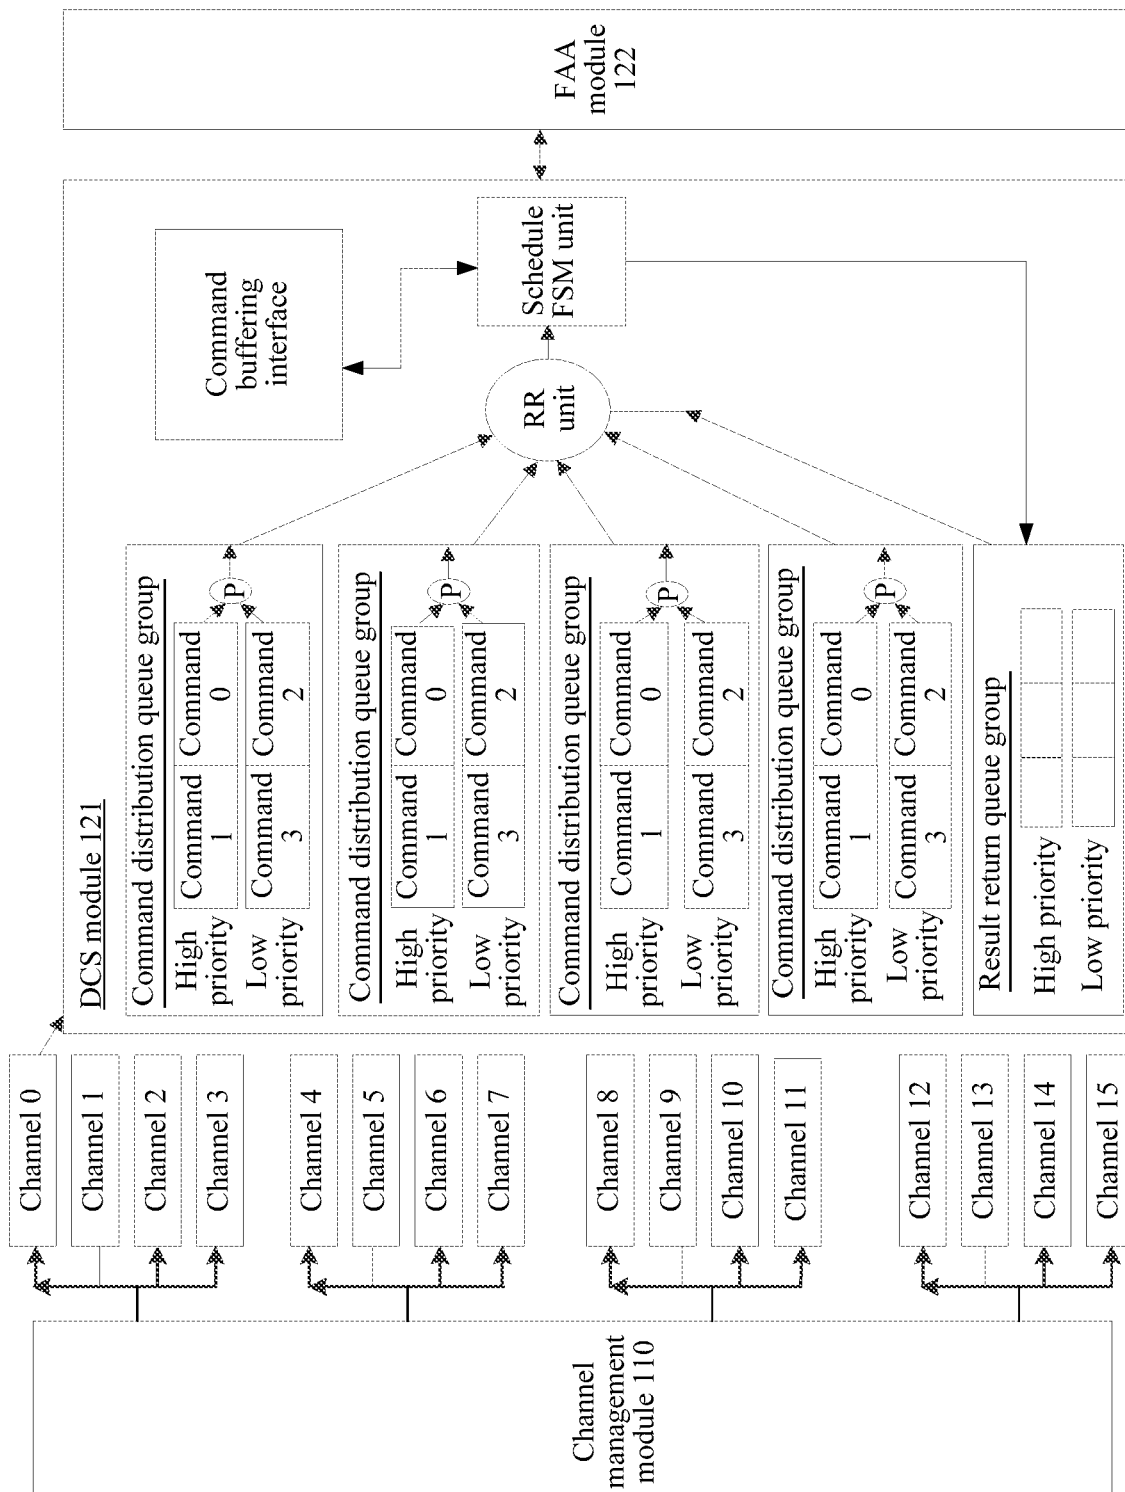 Channel
management
module 110
Channel 0
Channel 1
Channel 2
Channel 3
Channel 4
Channel 5
Channel 6
Channel 7
Channel 8
Channel 9
Channel 10
Channel 11
Channel 12
Channel 13
Channel 14
Channel 15
DCS module 121
Command distribution queue group
High
priority
Command
1
Command
0
Low
priority
Command
3
Command
2
P
Command distribution queue group
High
priority
Command
1
Command
0
Low
priority
Command
3
Command
2
P
Command distribution queue group
High
priority
Command
1
Command
0
Low
priority
Command
3
Command
2
P
Command distribution queue group
High
priority
Command
1
Command
0
Low
priority
Command
3
Command
2
P
Result return queue group
High priority
Low priority
RR
unit
Command
buffering
interface
Schedule
FSM unit
FAA
module
122